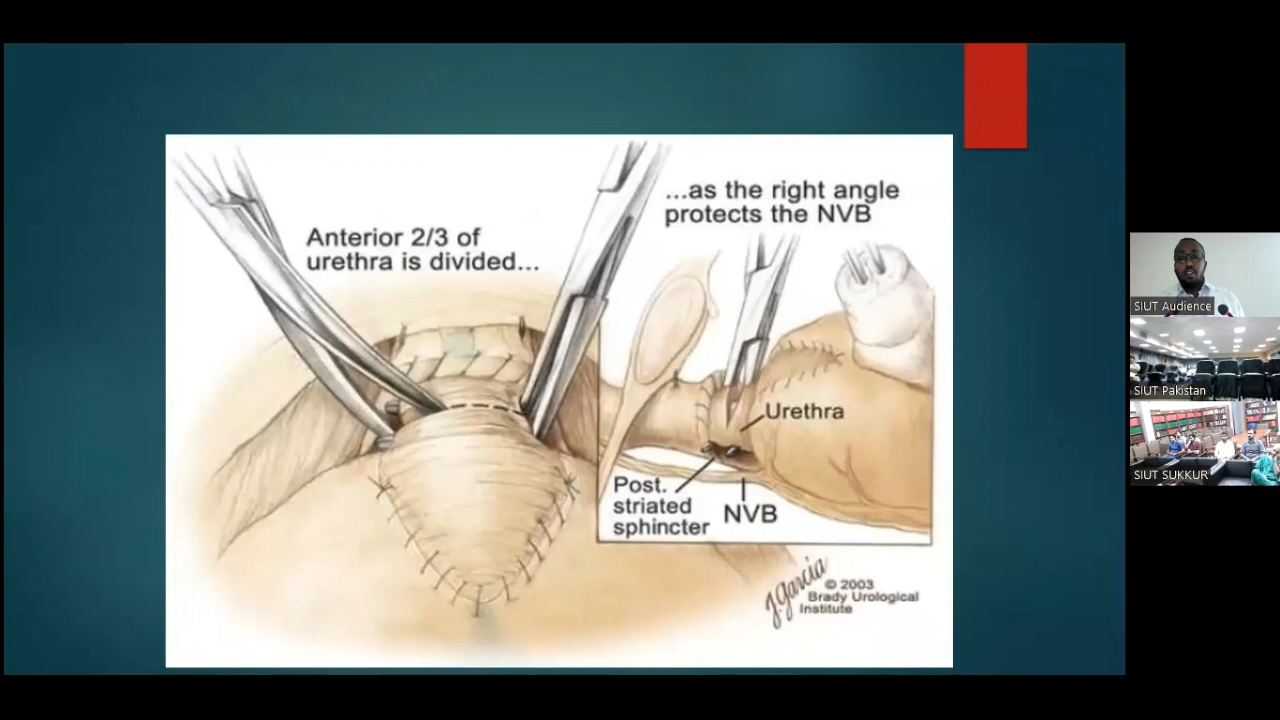 Anterior 2/3 of
urethra is divided...
...as the right angle
protects the NVB
Urethra
Post.
striated
sphincter
NVB
J. Garcia
© 2003
Brady Urological
Institute
SIUT Audience
SIUT Pakistan
SIUT SUKKUR